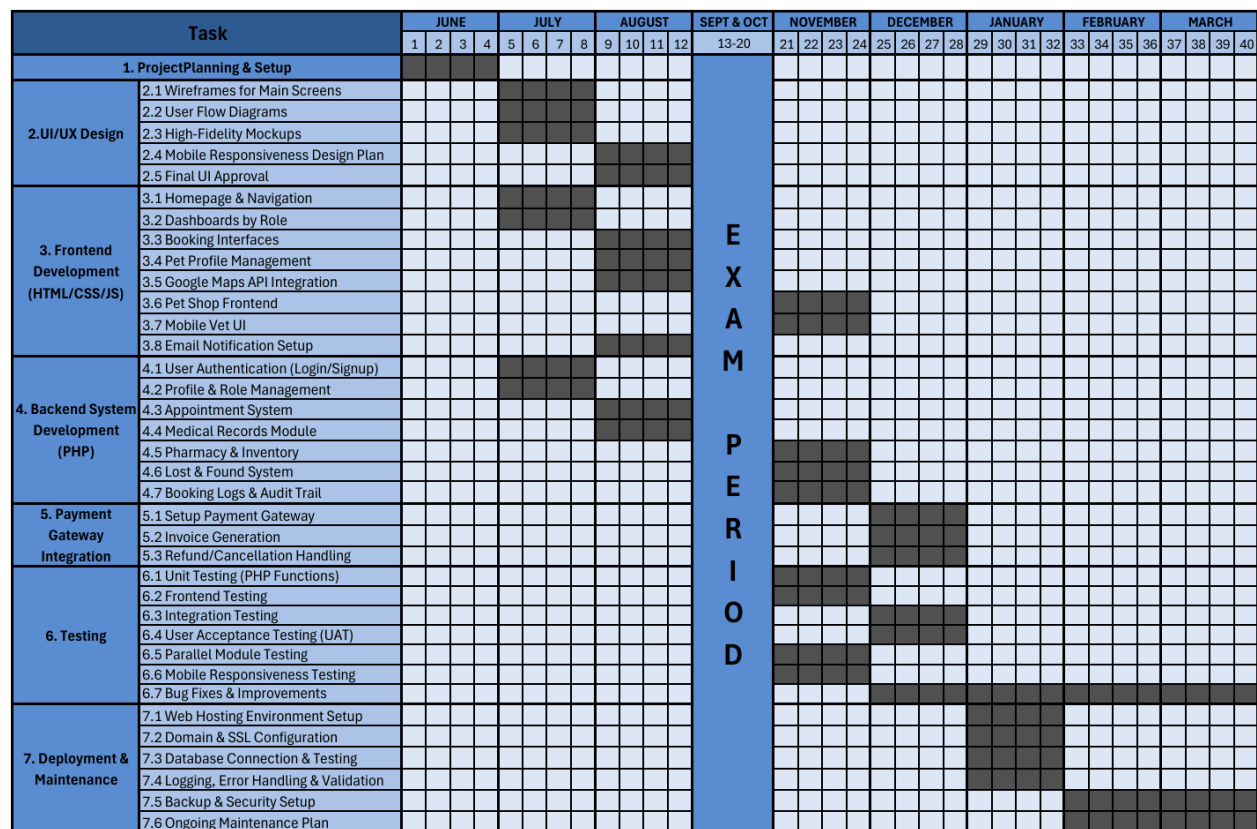 Task
JUNE JULY AUGUST SEPT & OCT NOVEMBER DECEMBER JANUARY FEBRUARY MARCH
1 2 3 4 5 6 7 8 9 10 11 12 13-20 21 22 23 24 25 26 27 28 29 30 31 32 33 34 35 36 37 38 39 40
1. ProjectPlanning & Setup
2.UI/UX Design
2.1 Wireframes for Main Screens
2.2 User Flow Diagrams
2.3 High-Fidelity Mockups
2.4 Mobile Responsiveness Design Plan
2.5 Final UI Approval
3. Frontend
Development
(HTML/CSS/JS)
3.1 Homepage & Navigation
3.2 Dashboards by Role
3.3 Booking Interfaces
3.4 Pet Profile Management
3.5 Google Maps API Integration
3.6 Pet Shop Frontend
3.7 Mobile Vet UI
3.8 Email Notification Setup
4. Backend System
Development
(PHP)
4.1 User Authentication (Login/Signup)
4.2 Profile & Role Management
4.3 Appointment System
4.4 Medical Records Module
4.5 Pharmacy & Inventory
4.6 Lost & Found System
4.7 Booking Logs & Audit Trail
5. Payment
Gateway
Integration
5.1 Setup Payment Gateway
5.2 Invoice Generation
5.3 Refund/Cancellation Handling
6. Testing
6.1 Unit Testing (PHP Functions)
6.2 Frontend Testing
6.3 Integration Testing
6.4 User Acceptance Testing (UAT)
6.5 Parallel Module Testing
6.6 Mobile Responsiveness Testing
6.7 Bug Fixes & Improvements
7. Deployment &
Maintenance
7.1 Web Hosting Environment Setup
7.2 Domain & SSL Configuration
7.3 Database Connection & Testing
7.4 Logging, Error Handling & Validation
7.5 Backup & Security Setup
7.6 Ongoing Maintenance Plan
EXAM PERIOD